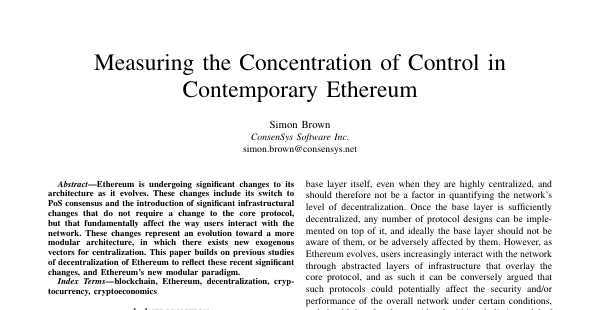 Measuring the Concentration of Control in
Contemporary Ethereum
Simon Brown
ConsenSys Software Inc.
simon.brown@consensys.net
Abstract—Ethereum is undergoing significant changes to its
architecture as it evolves. These changes include its switch to
PoS consensus and the introduction of significant infrastructural
changes that do not require a change to the core protocol,
but that fundamentally affect the way users interact with the
network. These changes represent an evolution toward a more
modular architecture, in which there exists new exogenous
vectors for centralization. This paper builds on previous studies
of decentralization of Ethereum to reflect these recent significant
changes, and Ethereum's new modular paradigm.
Index Terms—blockchain, Ethereum, decentralization, cryp-
tocurrency, cryptoeconomics
base layer itself, even when they are highly centralized, and
should therefore not be a factor in quantifying the network's
level of decentralization. Once the base layer is sufficiently
decentralized, any number of protocol designs can be imple-
mented on top of it, and ideally the base layer should not be
aware of them, or be adversely affected by them. However, as
Ethereum evolves, users increasingly interact with the network
through abstracted layers of infrastructure that overlay the
core protocol, and as such it can be conversely argued that
such protocols could potentially affect the security and/or
performance of the overall network under certain conditions,